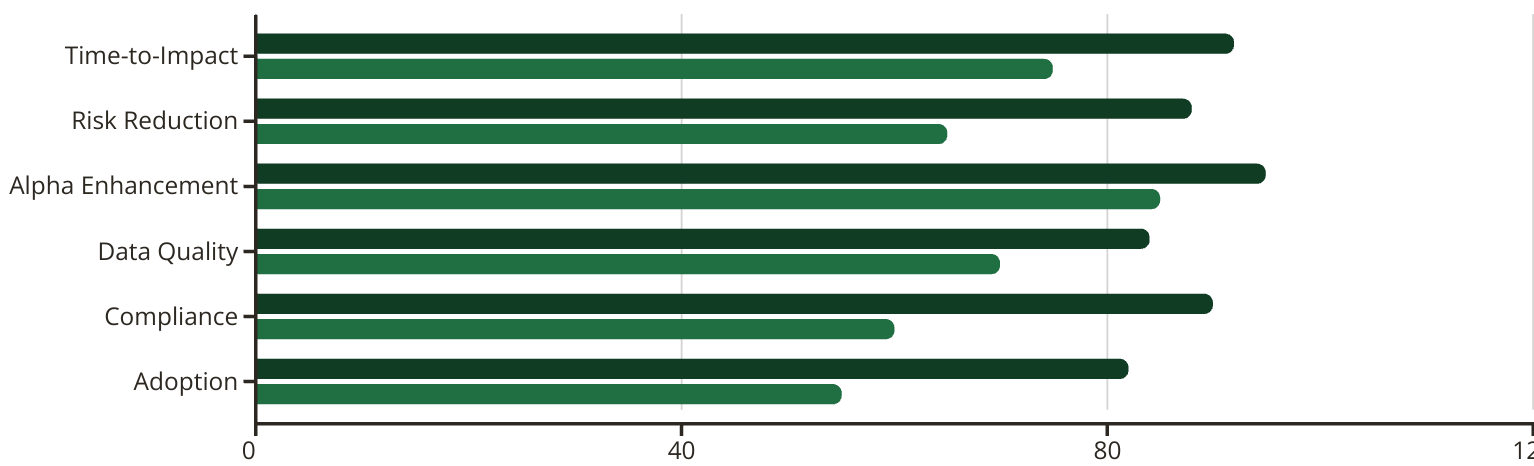 Time-to-Impact
Risk Reduction
Alpha Enhancement
Data Quality
Compliance
Adoption
0 40 80